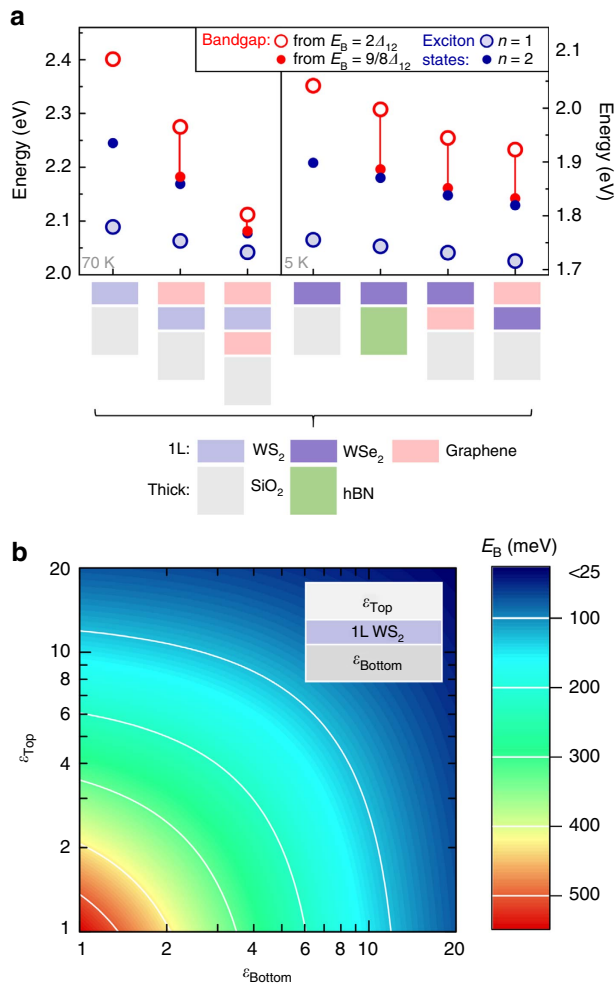 a
Bandgap: from E_B = 2Δ_12 Exciton n = 1
from E_B = 9/8Δ_12 states: n = 2
Energy (eV)
2.4
2.3
2.2
2.1
2.0
70 K
5 K
2.1
2.0
1.9
1.8
1.7
Energy (eV)
1L: WS2 WSe2 Graphene
Thick: SiO2 hBN
b
E_B (meV)
<25
100
200
300
400
500
ε_Top
1L WS2
ε_Bottom
20
10
8
6
4
2
1
ε_Top
1 2 4 6 8 10 20
ε_Bottom